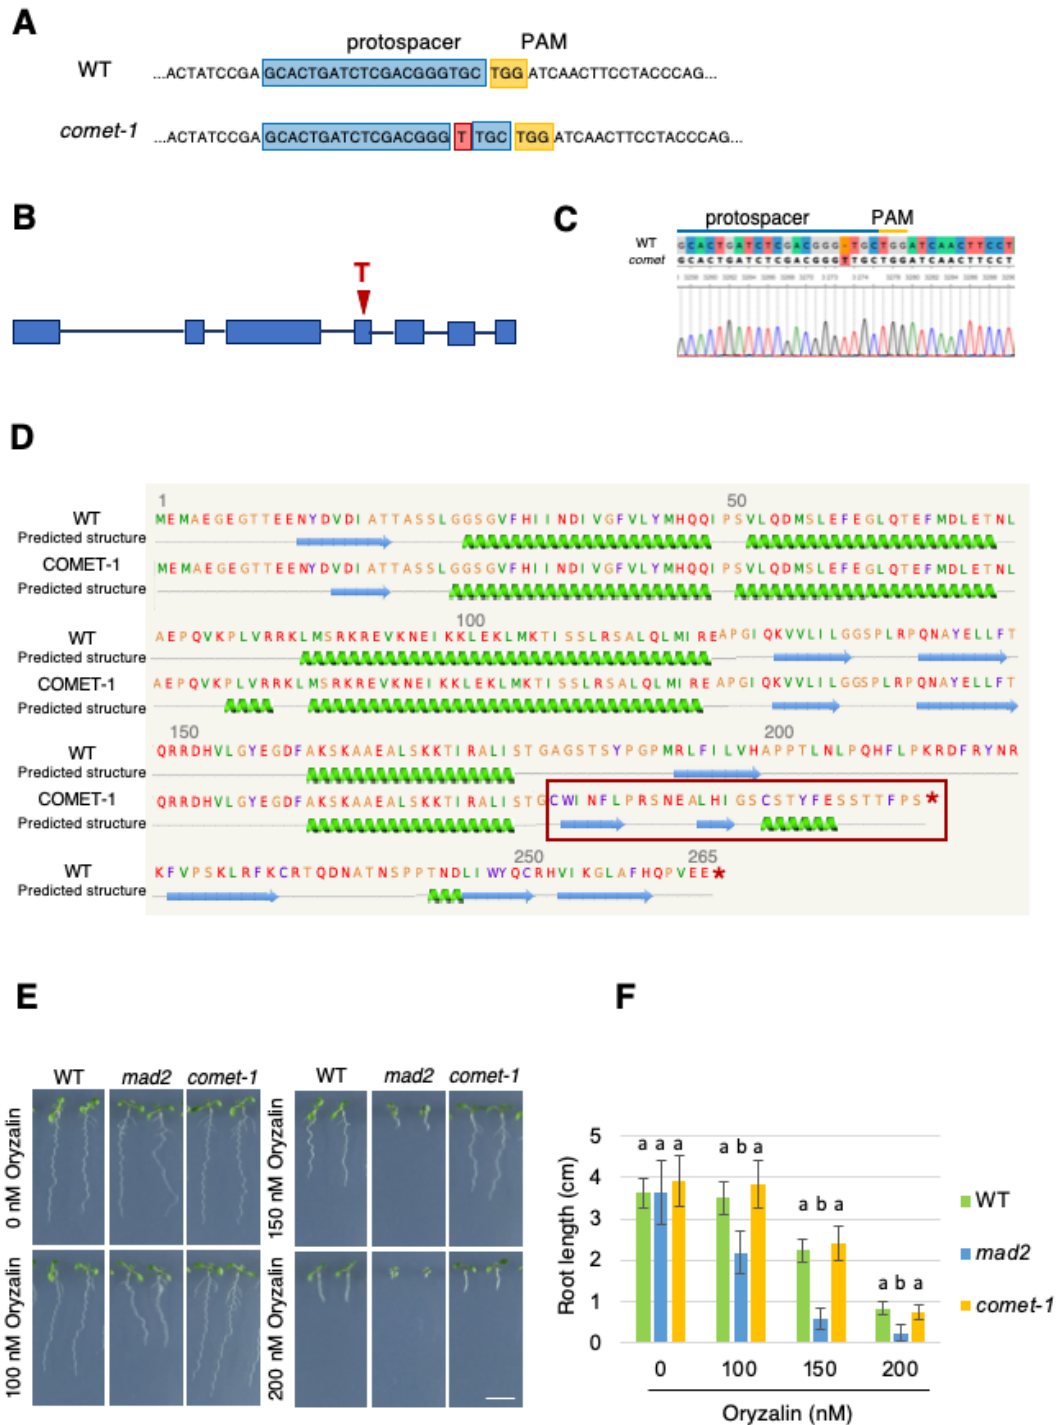 A
protospacer PAM
WT ...ACTATCCGA GCACTGATCTCGACGGGTGC TGG ATCAACTTCCTACCCAG...
comet-1 ...ACTATCCGA GCACTGATCTCGACGGG T TGC TGG ATCAACTTCCTACCCAG...
B
T
C
protospacer PAM
WT GCACTGATCTCGACGGG-TGCTGGATCAACTTCCT
comet GCACTGATCTCGACGGGTTGCTGGATCAACTTCCT
D
1 50
WT MEMAEGEGTTEENYDVDIATTASSLGGSGVFHIINDIVGFVLYMHQQIPSVLQDMSLEFEGLQTEFMDLETNL
Predicted structure
COMET-1 MEMAEGEGTTEENYDVDIATTASSLGGSGVFHIINDIVGFVLYMHQQIPSVLQDMSLEFEGLQTEFMDLETNL
Predicted structure
100
WT AEPQVKPLVRRKLMSRKREVKNEIKKLEKLMKTISSLRSALQLMIREAPGIQKVVLILGGSPLRPQNAYELLFT
Predicted structure
COMET-1 AEPQVKPLVRRKLMSRKREVKNEIKKLEKLMKTISSLRSALQLMIREAPGIQKVVLILGGSPLRPQNAYELLFT
Predicted structure
150 200
WT QRRDHVLGYEGDFAKSKAAEALSKKTIRALISTGAGSTSYPGPMRLFILVHAPPTLNLPQHFLPKRDFRYNR
Predicted structure
COMET-1 QRRDHVLGYEGDFAKSKAAEALSKKTIRALISTGCWINFLPRSNEALHIGSCSTYFESSTTFPS*
Predicted structure
250 265
WT KFVPSKLRFKCRTQDNATNSPPTNDLIWYQCRHVIKGLAFHQPVEE*
Predicted structure
E
WT mad2 comet-1 WT mad2 comet-1
0 nM Oryzalin
150 nM Oryzalin
100 nM Oryzalin
200 nM Oryzalin
F
Root length (cm)
5
4
3
2
1
0
a a a
a b a
a b a
a b a
0 100 150 200
Oryzalin (nM)
WT
mad2
comet-1